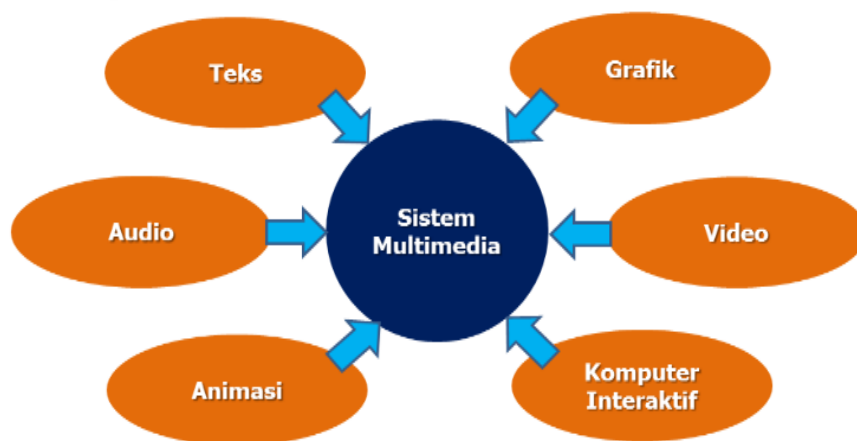 Teks
Grafik
Audio
Sistem
Multimedia
Video
Animasi
Komputer
Interaktif